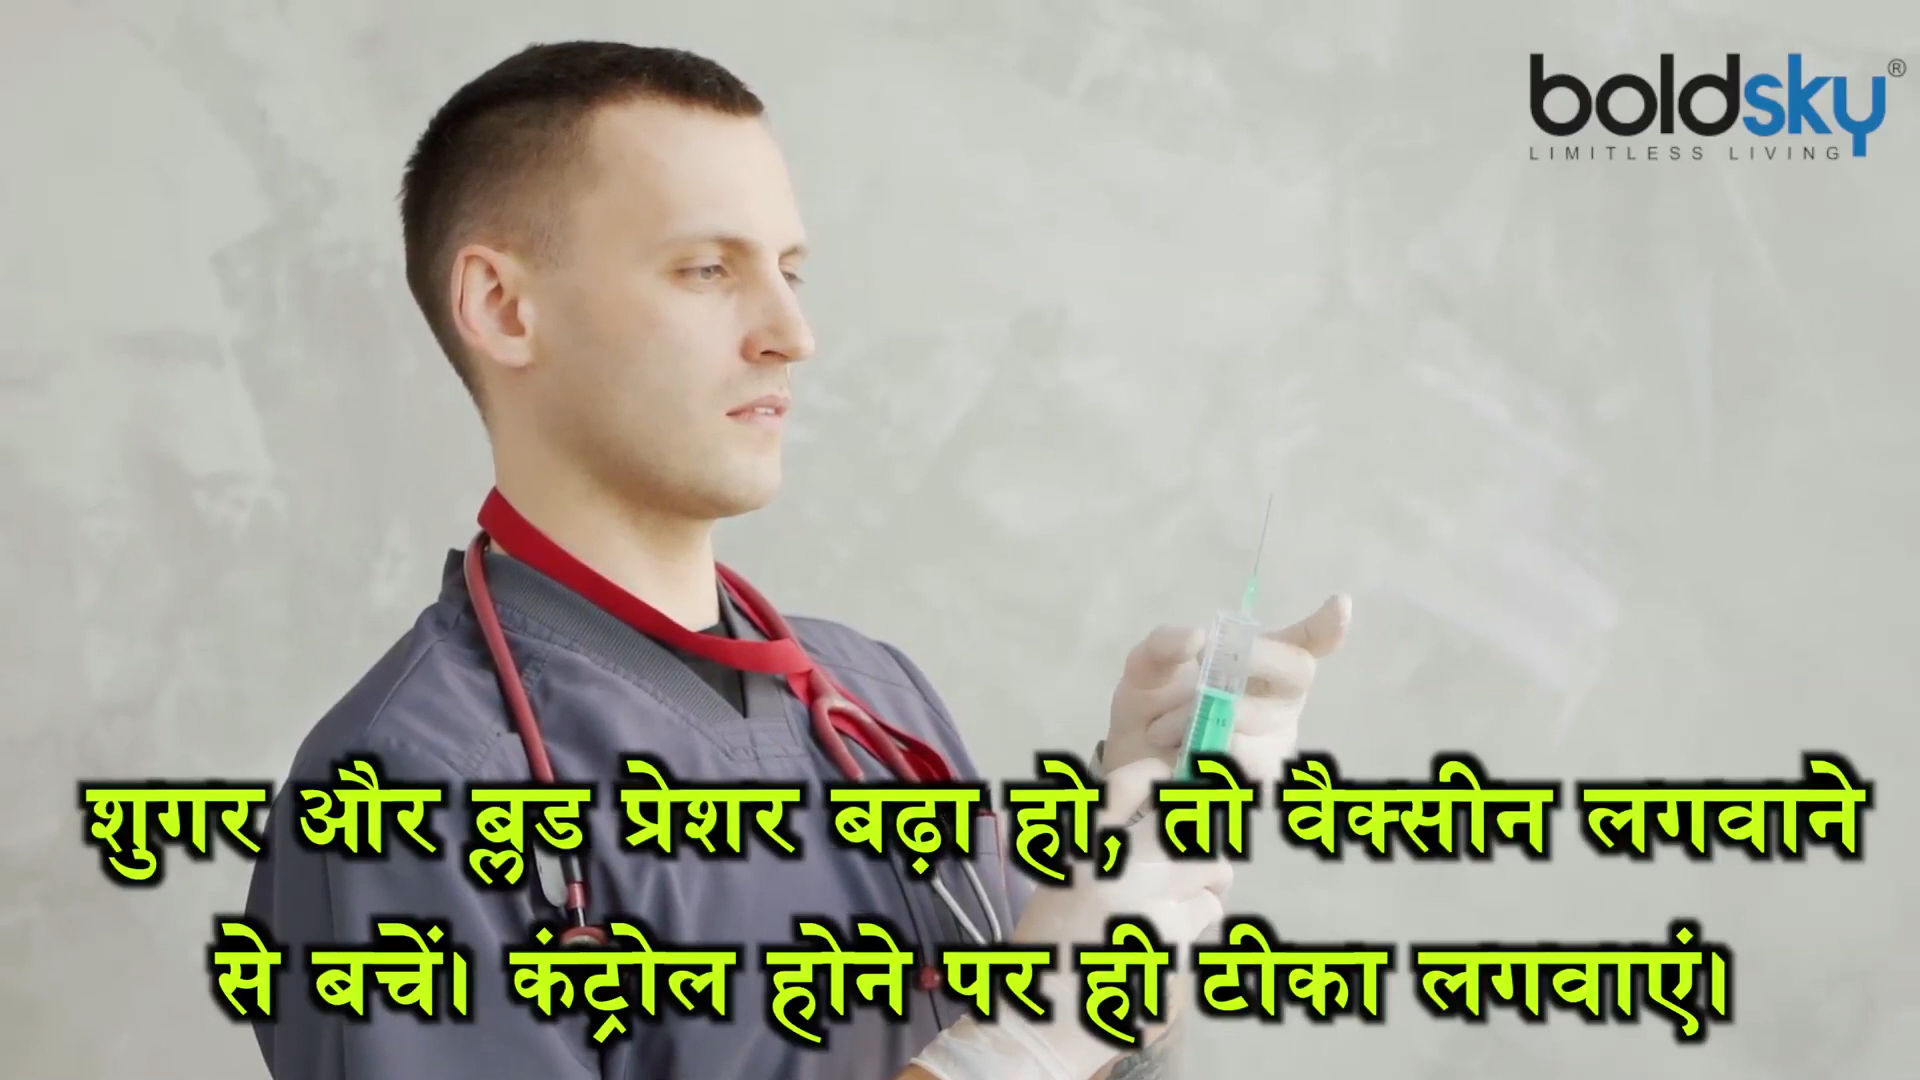 boldsky®
LIMITLESS LIVING
शुगर और ब्लड प्रेशर बढ़ा हो, तो वैक्सीन लगवाने
से बचें। कंट्रोल होने पर ही टीका लगवाएं।